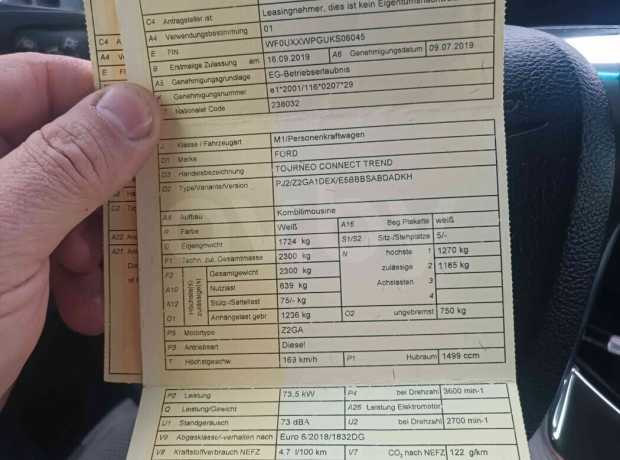 C4 Antragsteller ist Leasingnehmer, dies ist kein Eigentumsnachweis
A4 Verwendungsbestimmung 01
E FIN WF0UXXWPGUKS06045
B Erstmalige Zulassung am 16.09.2019 A6 Genehmigungsdatum 09.07.2019
A5 Genehmigungsgrundlage EG-Betriebserlaubnis
Genehmigungsnummer e1*2001/116*0207*29
Nationaler Code 236032
J Klasse / Fahrzeugart M1/Personenkraftwagen
D1 Marke FORD
D3 Handelsbezeichnung TOURNEO CONNECT TREND
D2 Type/Variante/Version PJ2/Z2GA1DEX/E5BBBSABDADKH
A8 Aufbau Kombilimousine
R Farbe Weiß A16 Beg.Plakette weiß
G Eigengewicht 1724 kg S1/S2 Sitz-/Stehplätze 5/-
F1 Techn. zul. Gesamtmasse 2300 kg N höchste 1 1270 kg
F2 Höchste(s) zulässige(s) Gesamtgewicht 2300 kg zulässige 2 1185 kg
A10 Nutzlast 639 kg Achslasten 3
A12 Stütz-/Sattellast 75/- kg 4
O1 Anhängelast gebr 1236 kg O2 ungebremst 750 kg
P5 Motortype Z2GA
P3 Antriebsart Diesel
T Höchstgeschw. 169 km/h P1 Hubraum 1499 ccm
P2 Leistung 73,5 kW P4 bei Drehzahl 3600 min-1
Q Leistung/Gewicht A26 Leistung Elektromotor
U1 Standgeräusch 73 dBA U2 bei Drehzahl 2700 min-1
V9 Abgasklasse/-verhalten nach Euro 6/2018/1832DG
V8 Kraftstoffverbrauch NEFZ 4.7 l/100 km V7 CO2 nach NEFZ 122 g/km